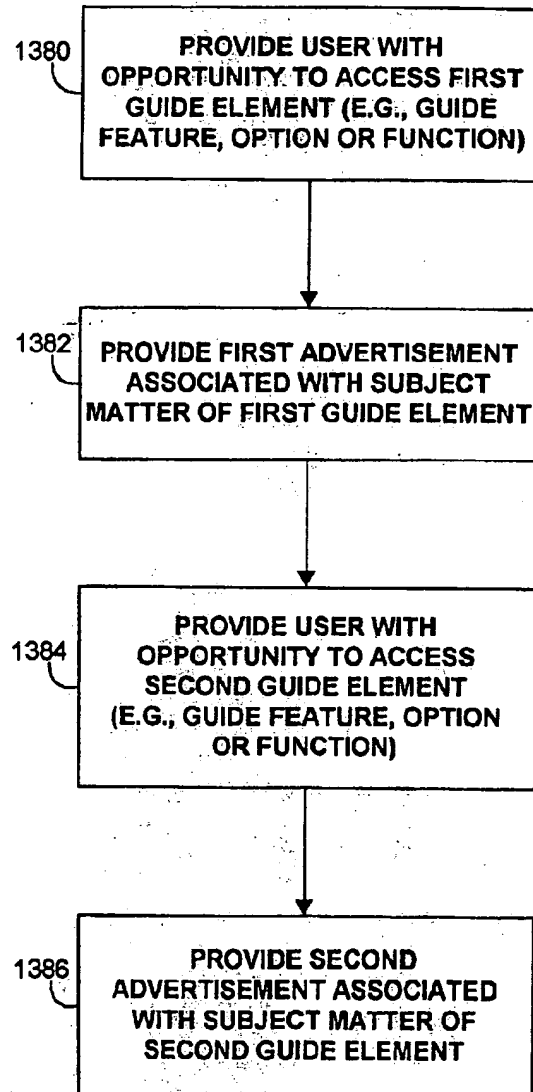 1380
PROVIDE USER WITH
OPPORTUNITY TO ACCESS FIRST
GUIDE ELEMENT (E.G., GUIDE
FEATURE, OPTION OR FUNCTION)
1382
PROVIDE FIRST ADVERTISEMENT
ASSOCIATED WITH SUBJECT
MATTER OF FIRST GUIDE ELEMENT
1384
PROVIDE USER WITH
OPPORTUNITY TO ACCESS
SECOND GUIDE ELEMENT
(E.G., GUIDE FEATURE, OPTION
OR FUNCTION)
1386
PROVIDE SECOND
ADVERTISEMENT ASSOCIATED
WITH SUBJECT MATTER OF
SECOND GUIDE ELEMENT